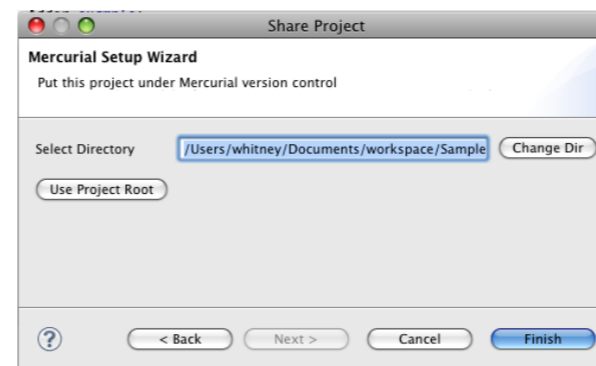 Share Project
Mercurial Setup Wizard
Put this project under Mercurial version control
Select Directory /Users/whitney/Documents/workspace/Sample Change Dir
Use Project Root
? < Back Next > Cancel Finish